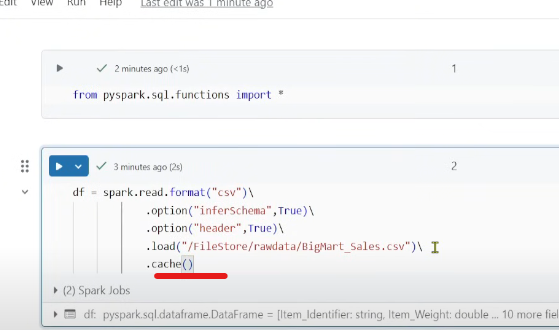 Edit View Run Help Last edit was 1 minute ago
2 minutes ago (<1s) 1
from pyspark.sql.functions import *
3 minutes ago (2s) 2
df = spark.read.format("csv")\
.option("inferSchema",True)\
.option("header",True)\
.load("/FileStore/rawdata/BigMart_Sales.csv")\
.cache()
(2) Spark Jobs
df: pyspark.sql.dataframe.DataFrame = [Item_Identifier: string, Item_Weight: double ... 10 more fie